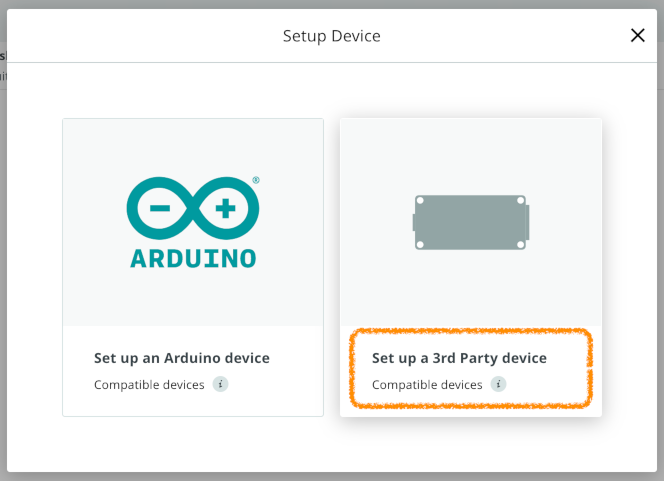 Setup Device
®
ARDUINO
Set up an Arduino device
Compatible devices i
Set up a 3rd Party device
Compatible devices i